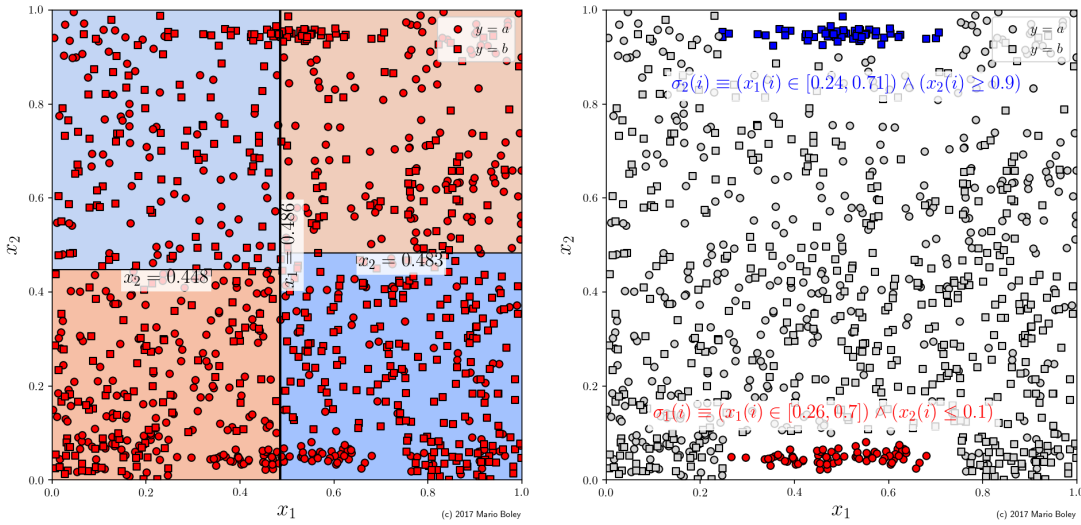 1.0
0.8
0.6
0.4
0.2
0.0
x₂
0.0 0.2 0.4 0.6 0.8 1.0
x₁
y = a
y = b
x₁ = 0.486
x₂ = 0.448
x₂ = 0.483
(c) 2017 Mario Boley
1.0
0.8
0.6
0.4
0.2
0.0
x₂
0.0 0.2 0.4 0.6 0.8 1.0
x₁
y = a
y = b
σ₂(i) ≡ (x₁(i) ∈ [0.24, 0.71]) ∧ (x₂(i) ≥ 0.9)
σ₁(i) ≡ (x₁(i) ∈ [0.26, 0.7]) ∧ (x₂(i) ≤ 0.1)
(c) 2017 Mario Boley